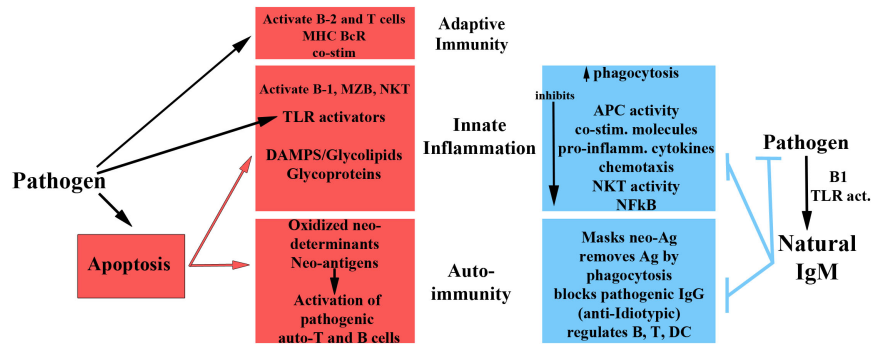 Activate B-2 and T cells
MHC BcR
co-stim
Adaptive
Immunity
Pathogen
Activate B-1, MZB, NKT
TLR activators
DAMPS/Glycolipids
Glycoproteins
Innate
Inflammation
phagocytosis
inhibits
APC activity
co-stim. molecules
pro-inflamm. cytokines
chemotaxis
NKT activity
NFkB
Pathogen
B1
TLR act.
Natural
IgM
Apoptosis
Oxidized neo-
determinants
Neo-antigens
Activation of
pathogenic
auto-T and B cells
Auto-
immunity
Masks neo-Ag
removes Ag by
phagocytosis
blocks pathogenic IgG
(anti-Idiotypic)
regulates B, T, DC